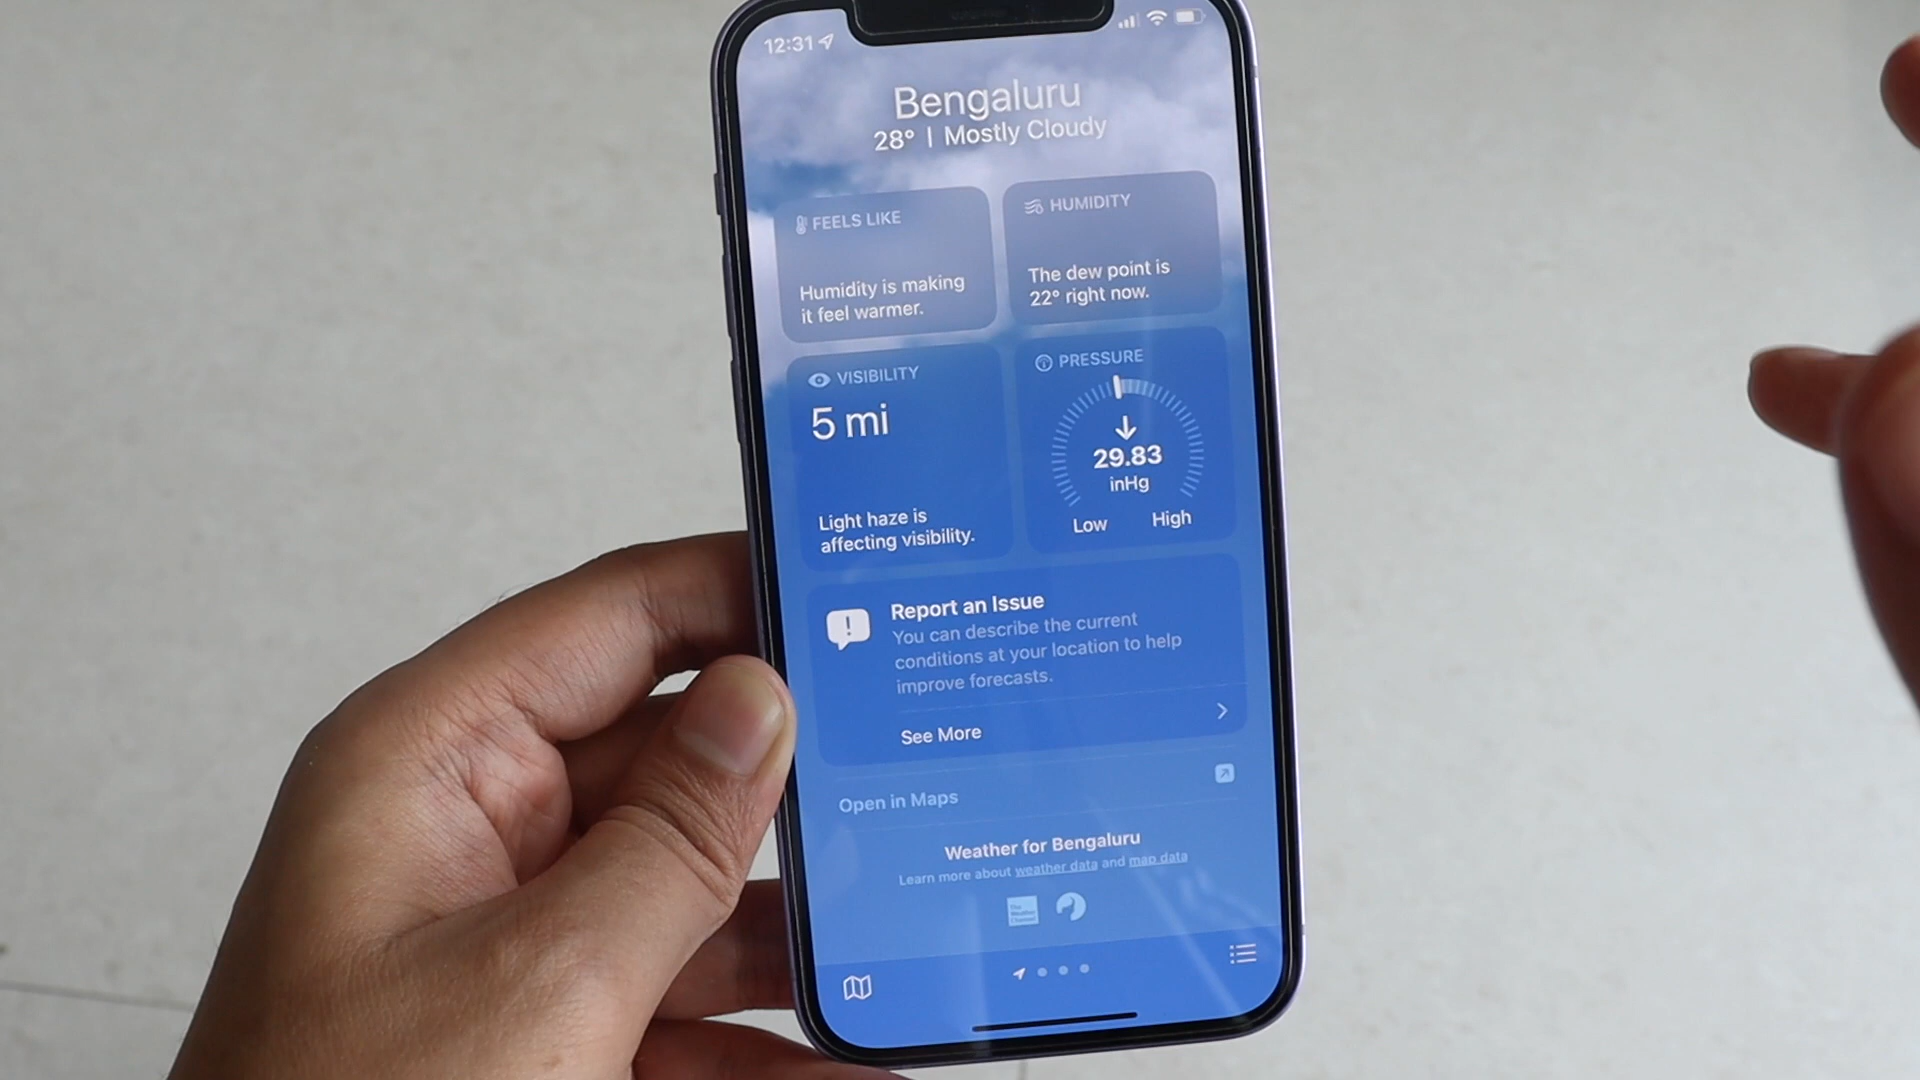 12:31
Bengaluru
28° | Mostly Cloudy
FEELS LIKE
Humidity is making
it feel warmer.
HUMIDITY
The dew point is
22° right now.
VISIBILITY
5 mi
Light haze is
affecting visibility.
PRESSURE
29.83
inHg
Low
High
Report an Issue
You can describe the current
conditions at your location to help
improve forecasts.
See More
Open in Maps
Weather for Bengaluru
Learn more about weather data and map data
The
Weather
Channel